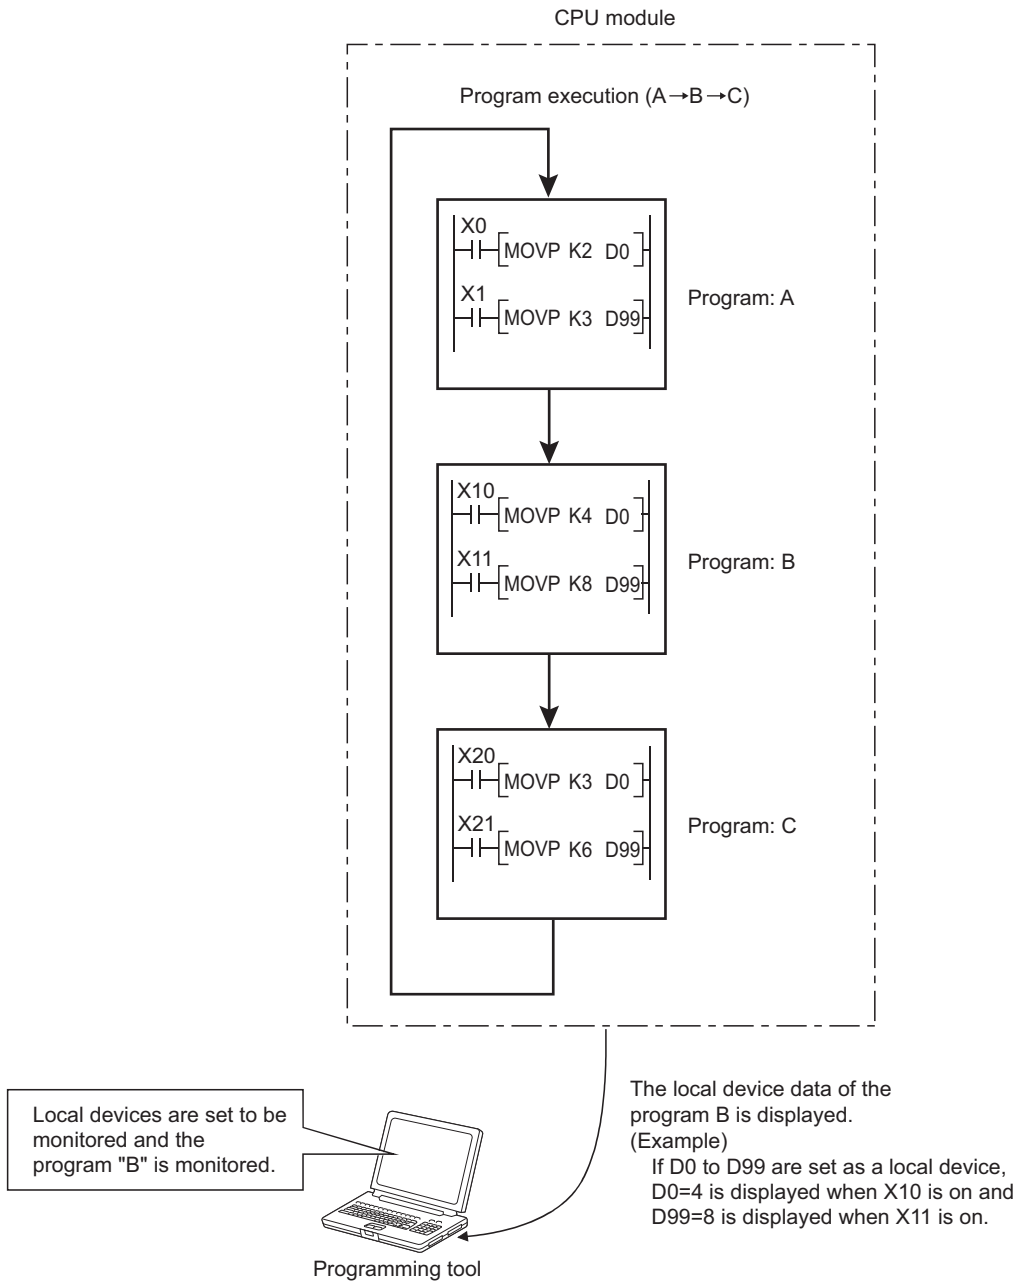 CPU module
Program execution (A→B→C)
X0
MOVP K2 D0
X1
MOVP K3 D99
Program: A
X10
MOVP K4 D0
X11
MOVP K8 D99
Program: B
X20
MOVP K3 D0
X21
MOVP K6 D99
Program: C
Local devices are set to be
monitored and the
program "B" is monitored.
The local device data of the
program B is displayed.
(Example)
If D0 to D99 are set as a local device,
D0=4 is displayed when X10 is on and
D99=8 is displayed when X11 is on.
Programming tool